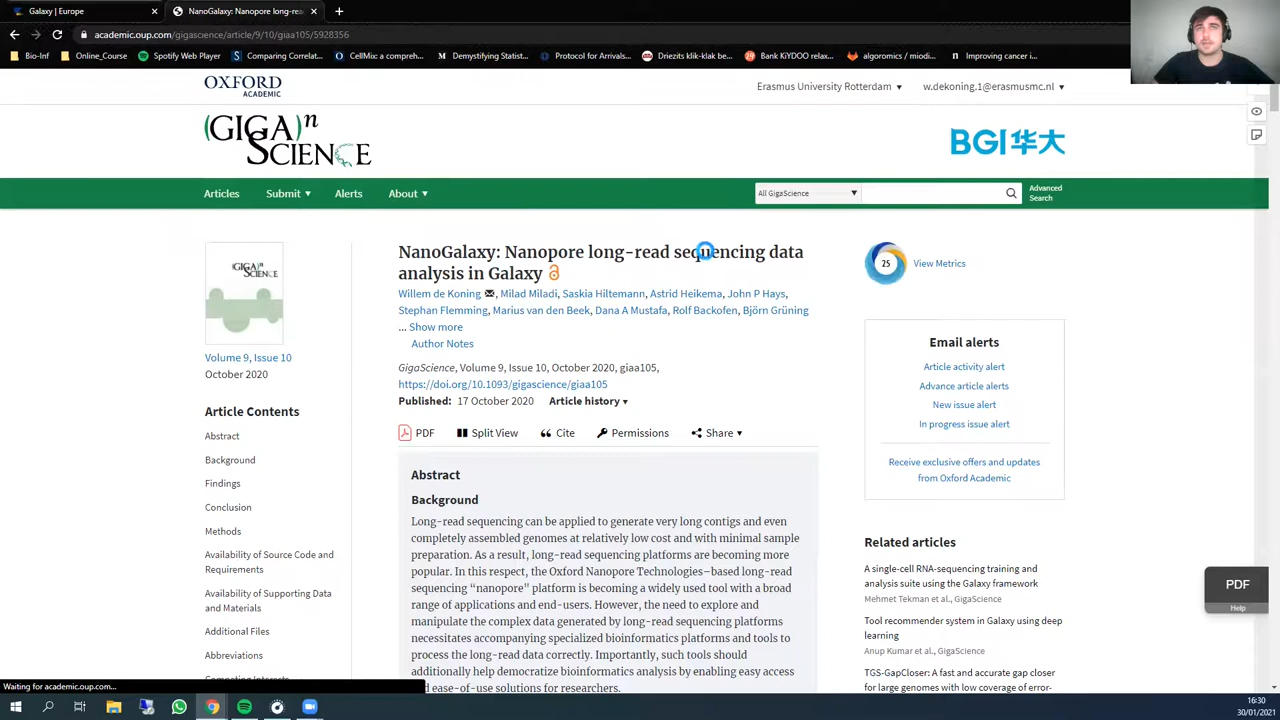 Galaxy | Europe
NanoGalaxy: Nanopore long-rea
academic.oup.com/gigascience/article/9/10/giaa105/5928356
Bio-Inf
Online_Course
Spotify Web Player
Comparing Correlat...
CellMix: a compreh...
Demystifying Statist...
Protocol for Arrivals...
Driezits klik-klak be...
Bank KiYDOO relax...
algoromics / miodi...
Improving cancer i...
OXFORD
ACADEMIC
Erasmus University Rotterdam
w.dekoning.1@erasmusmc.nl
(GIGA)n
SCIENCE
BGI华大
Articles
Submit
Alerts
About
All GigaScience
Advanced
Search
(GIGA)n
SCIENCE
Volume 9, Issue 10
October 2020
Article Contents
Abstract
Background
Findings
Conclusion
Methods
Availability of Source Code and
Requirements
Availability of Supporting Data
and Materials
Additional Files
Abbreviations
Competing Interests
NanoGalaxy: Nanopore long-read sequencing data
analysis in Galaxy
Willem de Koning, Milad Miladi, Saskia Hiltemann, Astrid Heikema, John P Hays,
Stephan Flemming, Marius van den Beek, Dana A Mustafa, Rolf Backofen, Björn Grüning
... Show more
Author Notes
GigaScience, Volume 9, Issue 10, October 2020, giaa105,
https://doi.org/10.1093/gigascience/giaa105
Published: 17 October 2020 Article history
PDF
Split View
Cite
Permissions
Share
Abstract
Background
Long-read sequencing can be applied to generate very long contigs and even
completely assembled genomes at relatively low cost and with minimal sample
preparation. As a result, long-read sequencing platforms are becoming more
popular. In this respect, the Oxford Nanopore Technologies–based long-read
sequencing “nanopore” platform is becoming a widely used tool with a broad
range of applications and end-users. However, the need to explore and
manipulate the complex data generated by long-read sequencing platforms
necessitates accompanying specialized bioinformatics platforms and tools to
process the long-read data correctly. Importantly, such tools should
additionally help democratize bioinformatics analysis by enabling easy access
d ease-of-use solutions for researchers.
25
View Metrics
Email alerts
Article activity alert
Advance article alerts
New issue alert
In progress issue alert
Receive exclusive offers and updates
from Oxford Academic
Related articles
A single-cell RNA-sequencing training and
analysis suite using the Galaxy framework
Mehmet Tekman et al., GigaScience
Tool recommender system in Galaxy using deep
learning
Anup Kumar et al., GigaScience
TGS-GapCloser: A fast and accurate gap closer
for large genomes with low coverage of error-
PDF
Help
Waiting for academic.oup.com...
16:30
30/01/2021